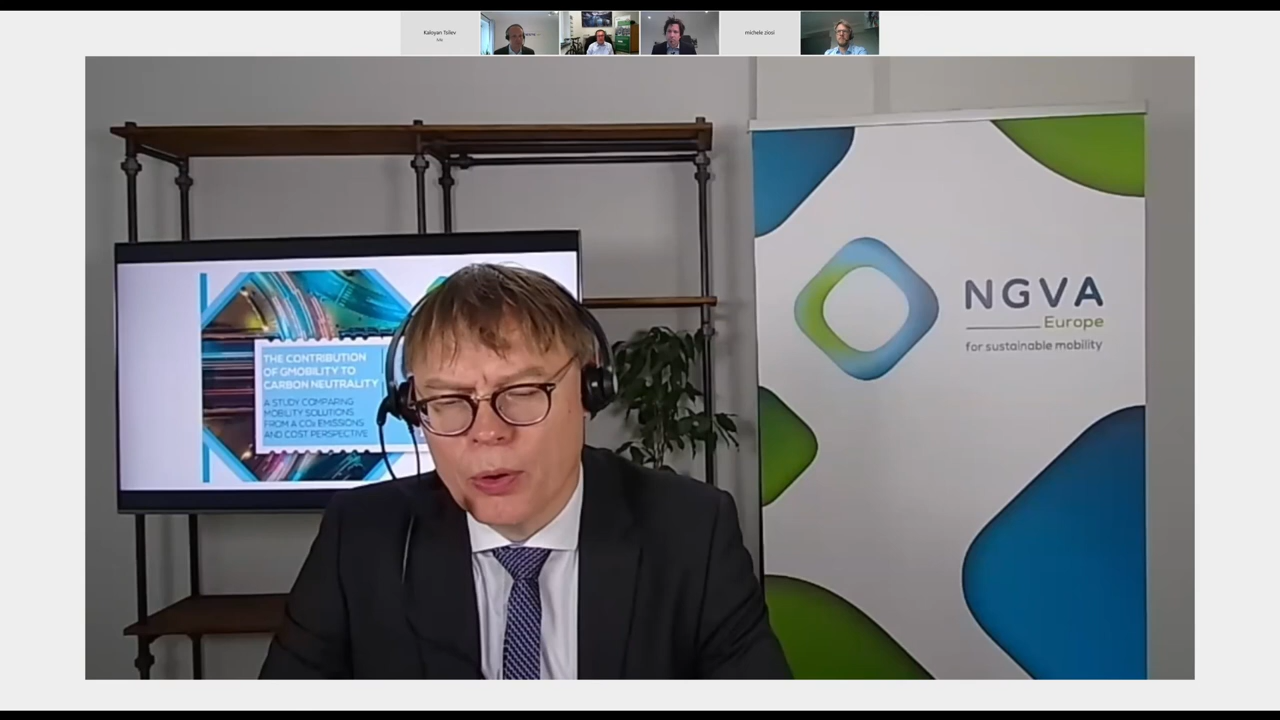 Kaloyan Tollev
michele ziosi
THE CONTRIBUTION
OF GMOBILITY TO
CARBON NEUTRALITY
A STUDY COMPARING
MOBILITY SOLUTIONS
FROM A CO₂ EMISSIONS
AND COST PERSPECTIVE
NGVA
Europe
for sustainable mobility